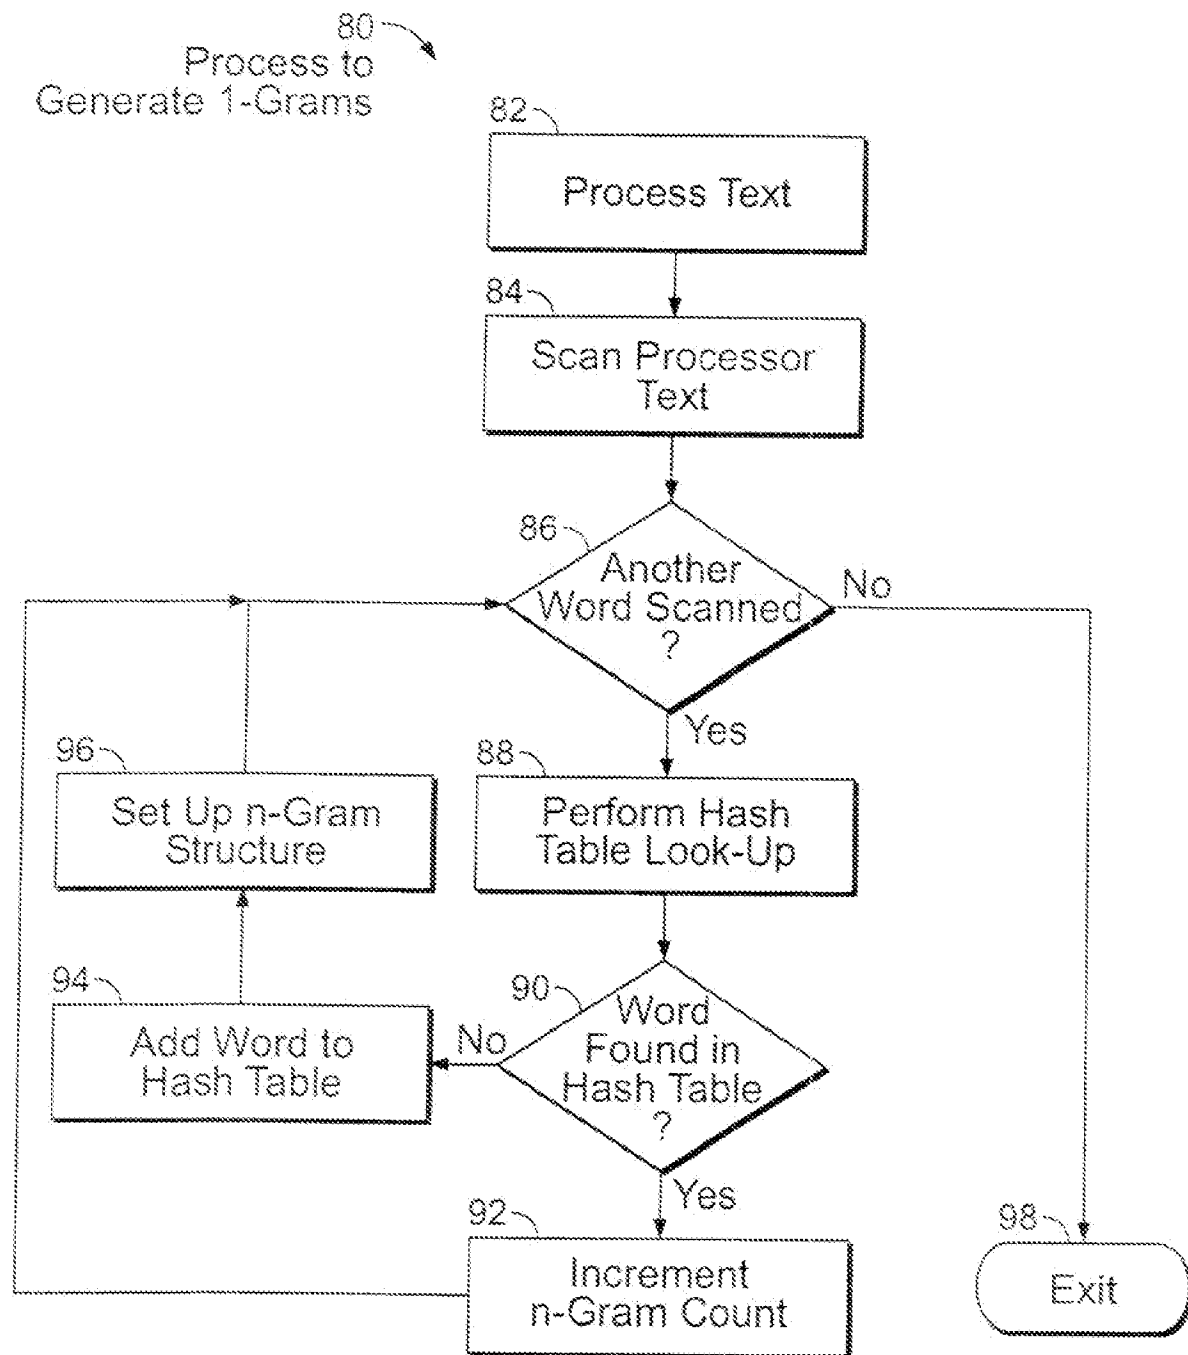 80
Process to
Generate 1-Grams
82
Process Text
84
Scan Processor
Text
86
Another
Word Scanned
?
No
Yes
96
Set Up n-Gram
Structure
88
Perform Hash
Table Look-Up
94
Add Word to
Hash Table
No
90
Word
Found in
Hash Table
?
Yes
92
Increment
n-Gram Count
98
Exit